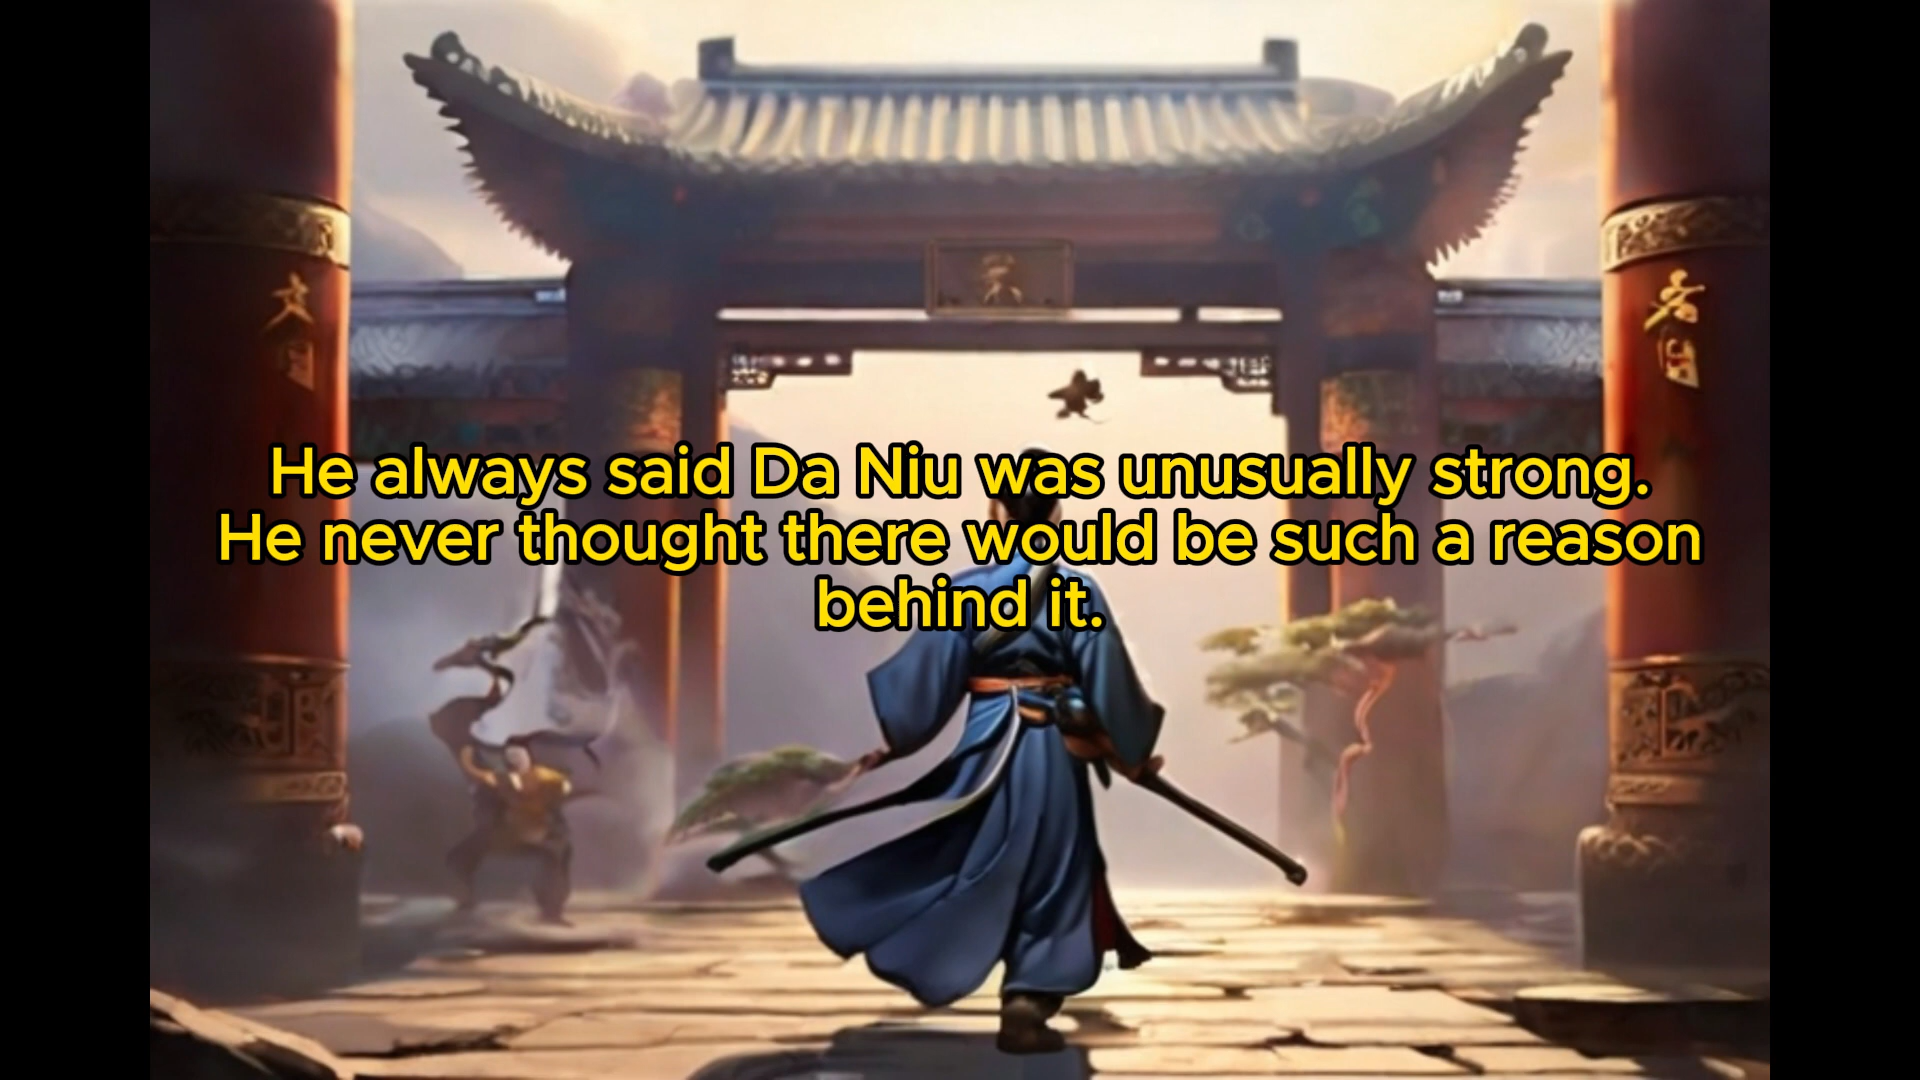 He always said Da Niu was unusually strong.
He never thought there would be such a reason
behind it.